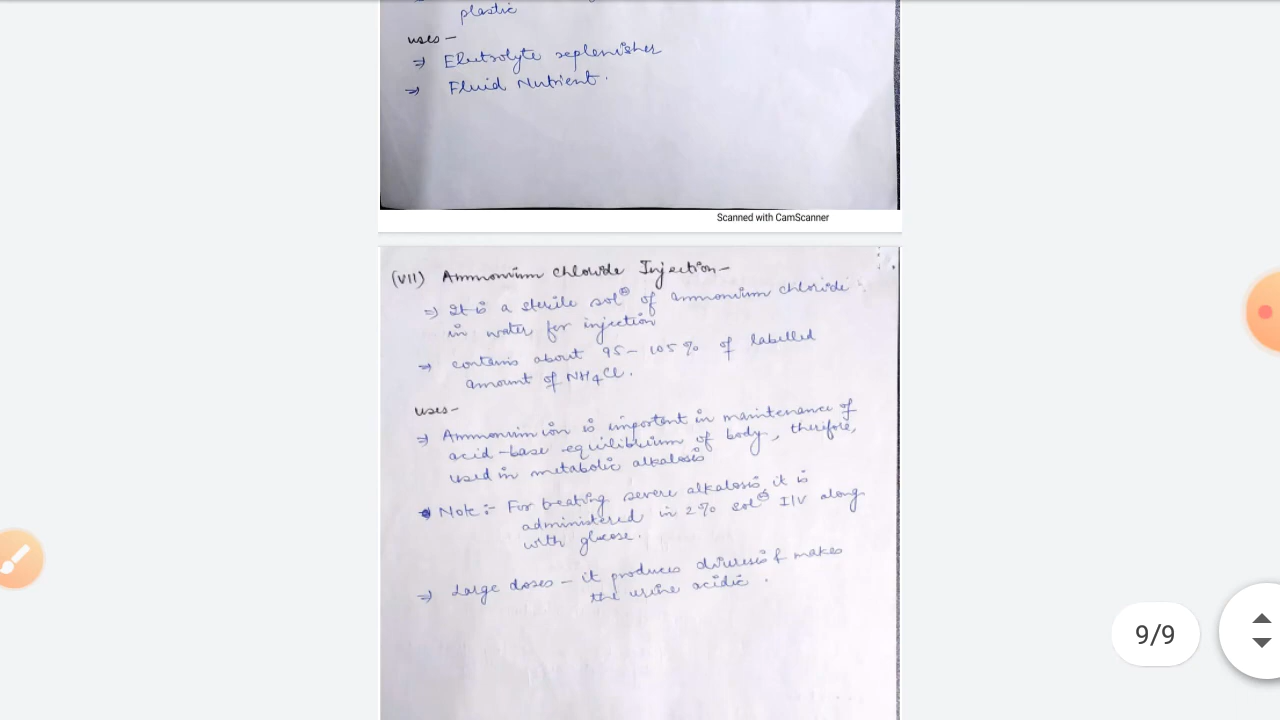 plastic
uses -
⇒ Electrolyte replenisher
⇒ Fluid Nutrient.
Scanned with CamScanner
(VII) Ammonium chloride Injection-
⇒ It is a sterile solⁿ of ammonium chloride
in water for injection
⇒ contains about 95 - 105% of labelled
amount of NH4Cl.
uses-
⇒ Ammonium ion is important in maintenance of
acid-base equilibrium of body, therefore,
used in metabolic alkalosis
Note:- For treating severe alkalosis it is
administered in 2% solⁿ I/V along
with glucose.
⇒ Large doses - it produces diuresis & makes
the urine acidic.
9/9